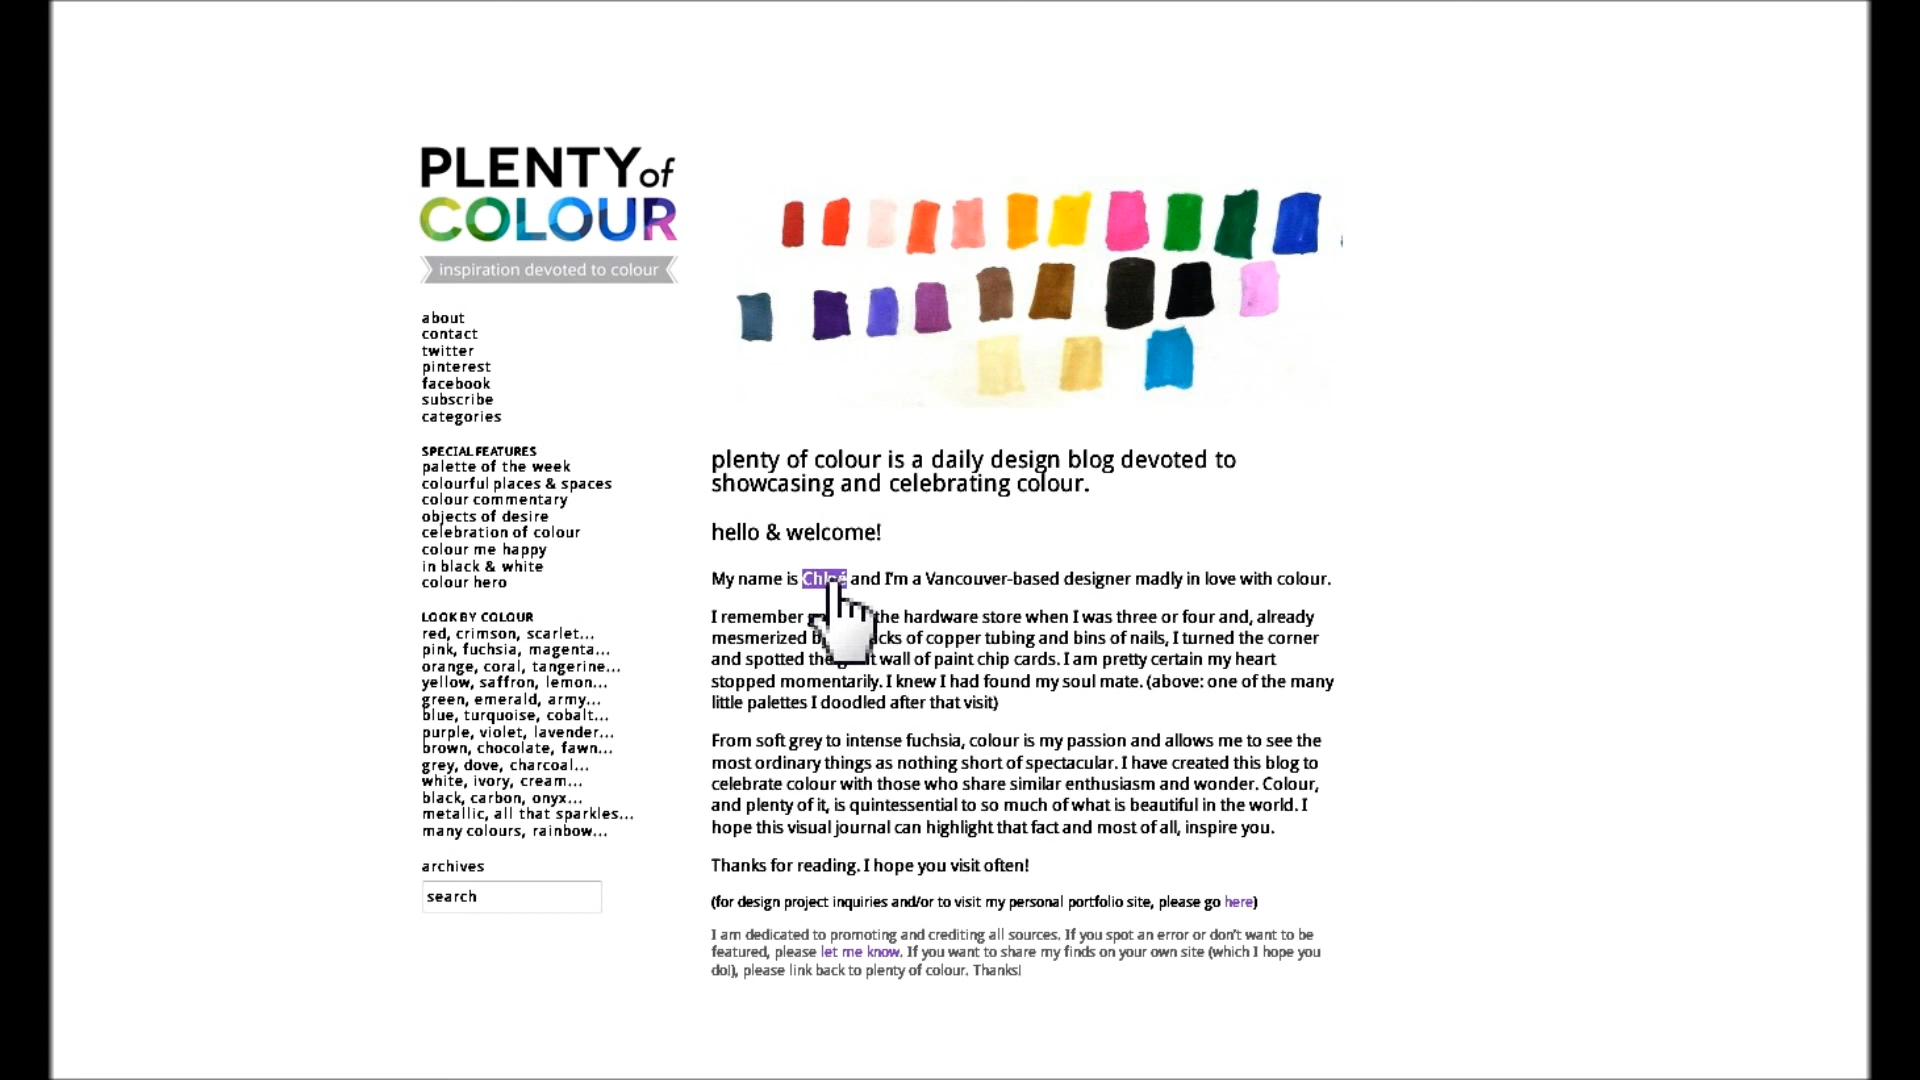 PLENTY of
COLOUR
inspiration devoted to colour
about
contact
twitter
pinterest
facebook
subscribe
categories
SPECIAL FEATURES
palette of the week
colourful places & spaces
colour commentary
objects of desire
celebration of colour
colour me happy
in black & white
colour hero
LOOK BY COLOUR
red, crimson, scarlet...
pink, fuchsia, magenta...
orange, coral, tangerine...
yellow, saffron, lemon...
green, emerald, army...
blue, turquoise, cobalt...
purple, violet, lavender...
brown, chocolate, fawn...
grey, dove, charcoal...
white, ivory, cream...
black, carbon, onyx...
metallic, all that sparkles...
many colours, rainbow...
archives
search
plenty of colour is a daily design blog devoted to
showcasing and celebrating colour.
hello & welcome!
My name is Chloé and I'm a Vancouver-based designer madly in love with colour.
I remember the hardware store when I was three or four and, already
mesmerized of copper tubing and bins of nails, I turned the corner
and spotted the wall of paint chip cards. I am pretty certain my heart
stopped momentarily. I knew I had found my soul mate. (above: one of the many
little palettes I doodled after that visit)
From soft grey to intense fuchsia, colour is my passion and allows me to see the
most ordinary things as nothing short of spectacular. I have created this blog to
celebrate colour with those who share similar enthusiasm and wonder. Colour,
and plenty of it, is quintessential to so much of what is beautiful in the world. I
hope this visual journal can highlight that fact and most of all, inspire you.
Thanks for reading. I hope you visit often!
(for design project inquiries and/or to visit my personal portfolio site, please go here)
I am dedicated to promoting and crediting all sources. If you spot an error or don't want to be
featured, please let me know. If you want to share my finds on your own site (which I hope you
do!), please link back to plenty of colour. Thanks!